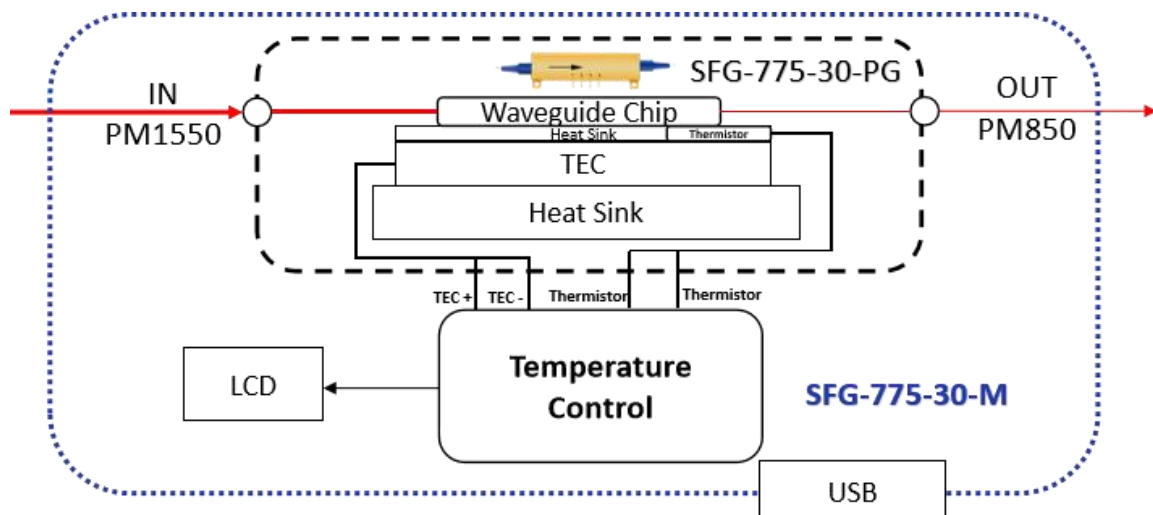 SFG-775-30-PG
IN
PM1550
OUT
PM850
Waveguide Chip
Heat Sink
Thermistor
TEC
Heat Sink
TEC +
TEC -
Thermistor
Thermistor
Temperature
Control
LCD
SFG-775-30-M
USB